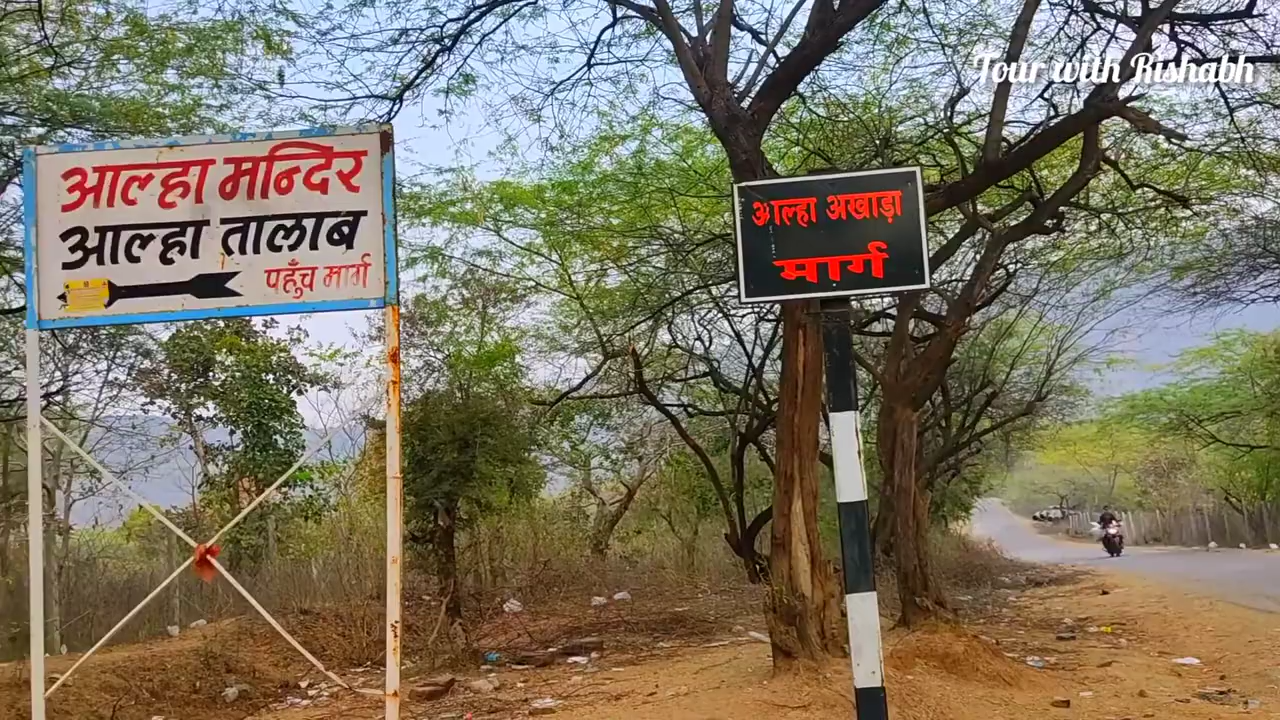 Tour with Rishabh
आल्हा मन्दिर
आल्हा तालाब
पहुँच मार्ग
आल्हा अखाड़ा
मार्ग